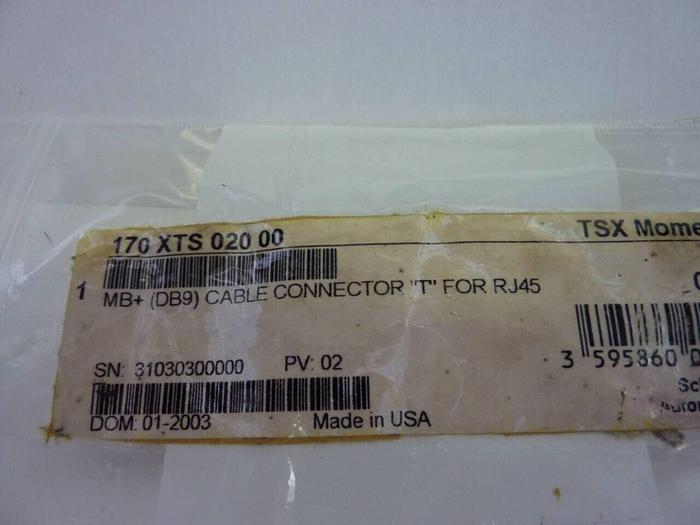 170 XTS 020 00 TSX Mome
1
MB+ (DB9) CABLE CONNECTOR "T" FOR RJ45
SN: 31030300000 PV: 02
3 595860
DOM: 01-2003 Made in USA